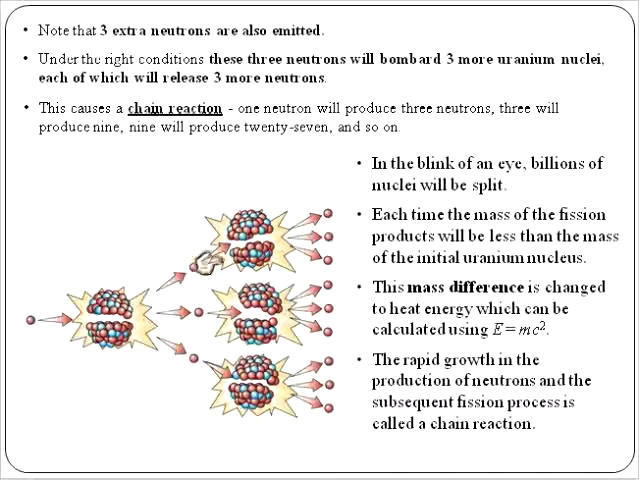 • Note that 3 extra neutrons are also emitted.
• Under the right conditions these three neutrons will bombard 3 more uranium nuclei,
each of which will release 3 more neutrons.
• This causes a chain reaction - one neutron will produce three neutrons, three will
produce nine, nine will produce twenty-seven, and so on.
• In the blink of an eye, billions of
nuclei will be split.
• Each time the mass of the fission
products will be less than the mass
of the initial uranium nucleus.
• This mass difference is changed
to heat energy which can be
calculated using E=mc².
• The rapid growth in the
production of neutrons and the
subsequent fission process is
called a chain reaction.